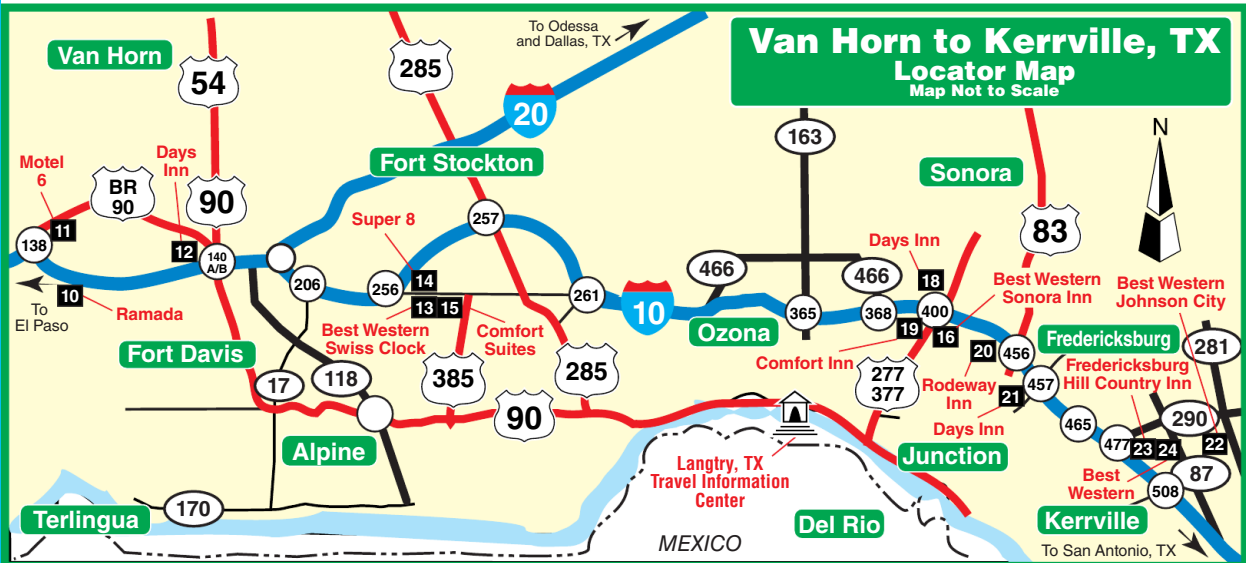 Van Horn to Kerrville, TX
Locator Map
Map Not to Scale
To Odessa
and Dallas, TX
Van Horn
54
285
20
163
N
Motel
6
Days
Inn
BR
90
90
Fort Stockton
Sonora
83
11
138
12
140
A/B
257
Super 8
10
Ramada
To
El Paso
206
256
14
13
15
261
10
466
466
Days Inn
18
Best Western
Sonora Inn
Best Western
Johnson City
Best Western
Swiss Clock
Comfort
Suites
Ozona
365
368
400
19
16
Comfort Inn
20
456
Fredericksburg
281
Fort Davis
17
118
385
285
277
377
Rodeway
Inn
21
457
Fredericksburg
Hill Country Inn
Days Inn
465
290
90
Alpine
477
23
24
22
Junction
Langtry, TX
Travel Information
Center
Best
Western
87
508
170
Terlingua
Del Rio
Kerrville
MEXICO
To San Antonio, TX